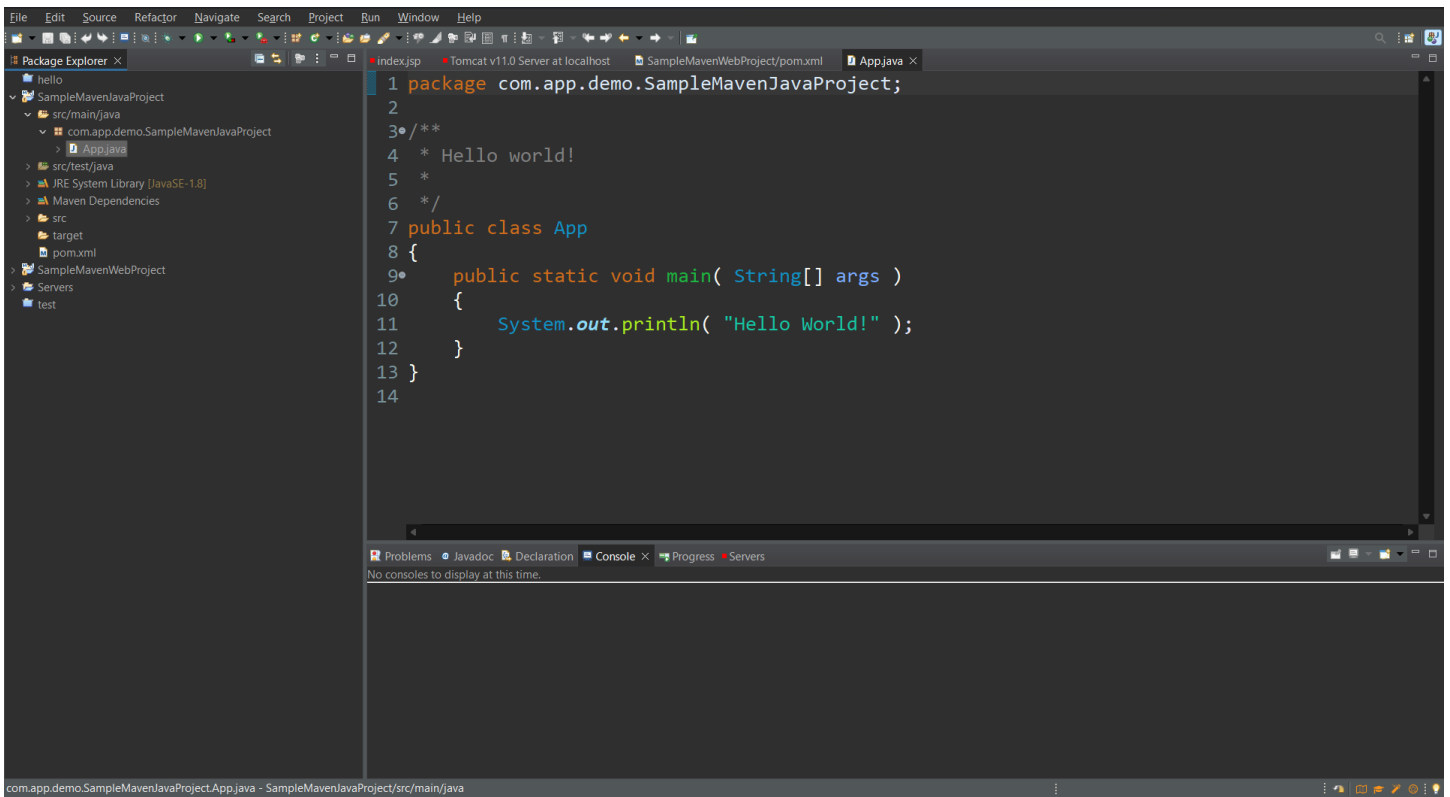 File Edit Source Refactor Navigate Search Project Run Window Help
Package Explorer
hello
SampleMavenJavaProject
src/main/java
com.app.demo.SampleMavenJavaProject
App.java
src/test/java
JRE System Library [JavaSE-1.8]
Maven Dependencies
src
target
pom.xml
SampleMavenWebProject
Servers
test
index.jsp Tomcat v11.0 Server at localhost SampleMavenWebProject/pom.xml App.java
1 package com.app.demo.SampleMavenJavaProject;
2
3 /**
4 * Hello world!
5 *
6 */
7 public class App
8 {
9 public static void main( String[] args )
10 {
11 System.out.println( "Hello World!" );
12 }
13 }
14
Problems Javadoc Declaration Console Progress Servers
No consoles to display at this time.
com.app.demo.SampleMavenJavaProject.App.java - SampleMavenJavaProject/src/main/java